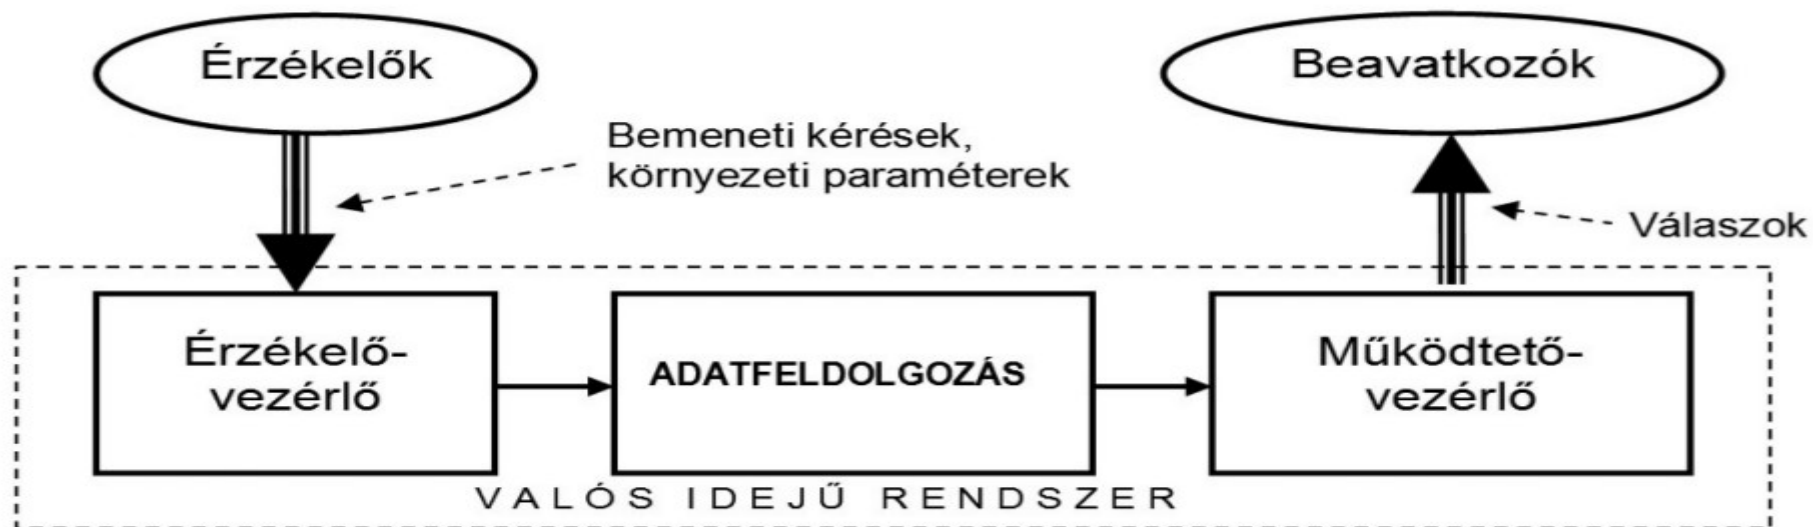 Érzékelők
Beavatkozók
Bemeneti kérések,
környezeti paraméterek
Válaszok
Érzékelő-
vezérlő
ADATFELDOLGOZÁS
Működtető-
vezérlő
VALÓS IDEJŰ RENDSZER